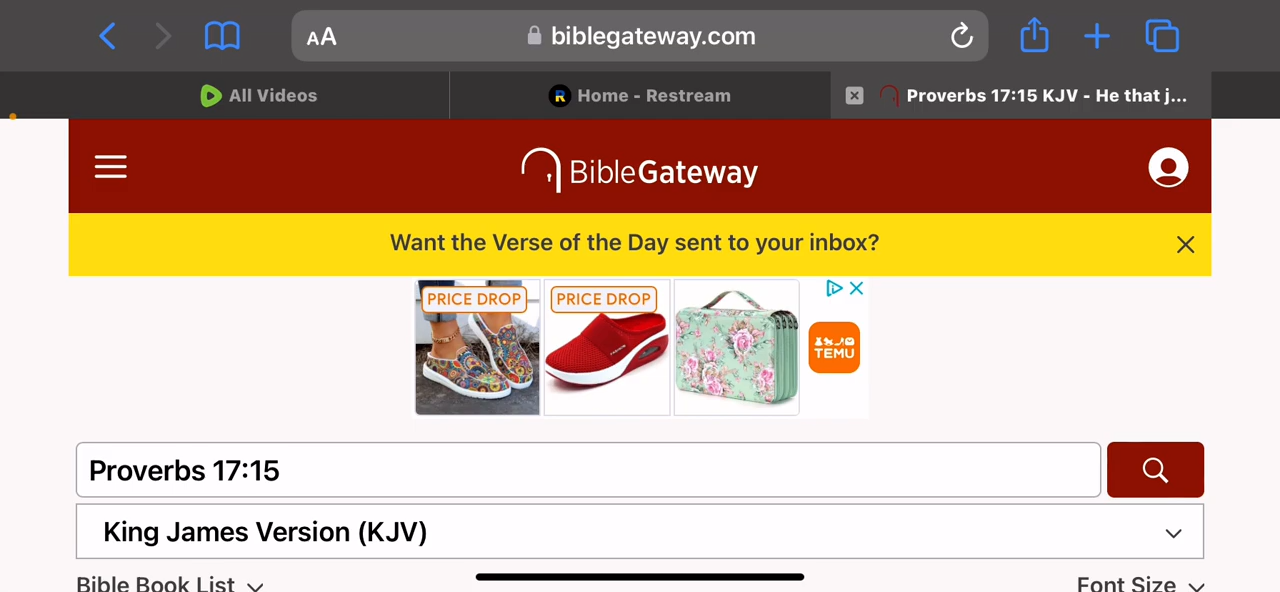 AA biblegateway.com
All Videos
R Home - Restream
Proverbs 17:15 KJV - He that j...
BibleGateway
Want the Verse of the Day sent to your inbox?
PRICE DROP
PRICE DROP
TEMU
Proverbs 17:15
King James Version (KJV)
Bible Book List
Font Size